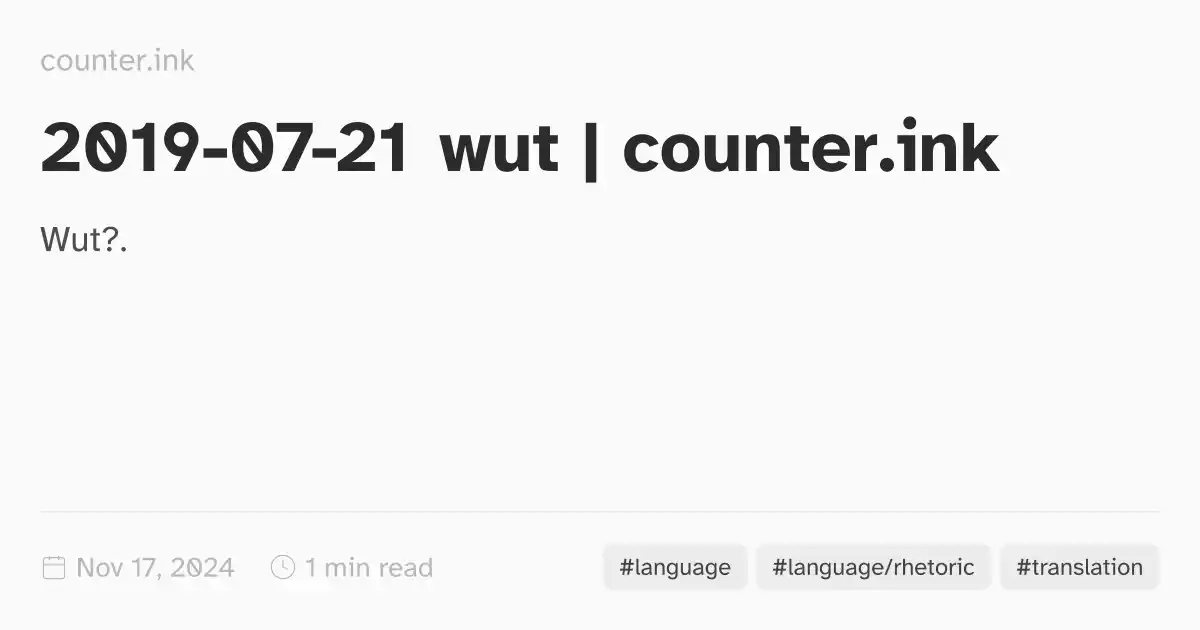 counter.ink
2019-07-21 wut | counter.ink
Wut?.
Nov 17, 2024 1 min read #language #language/rhetoric #translation